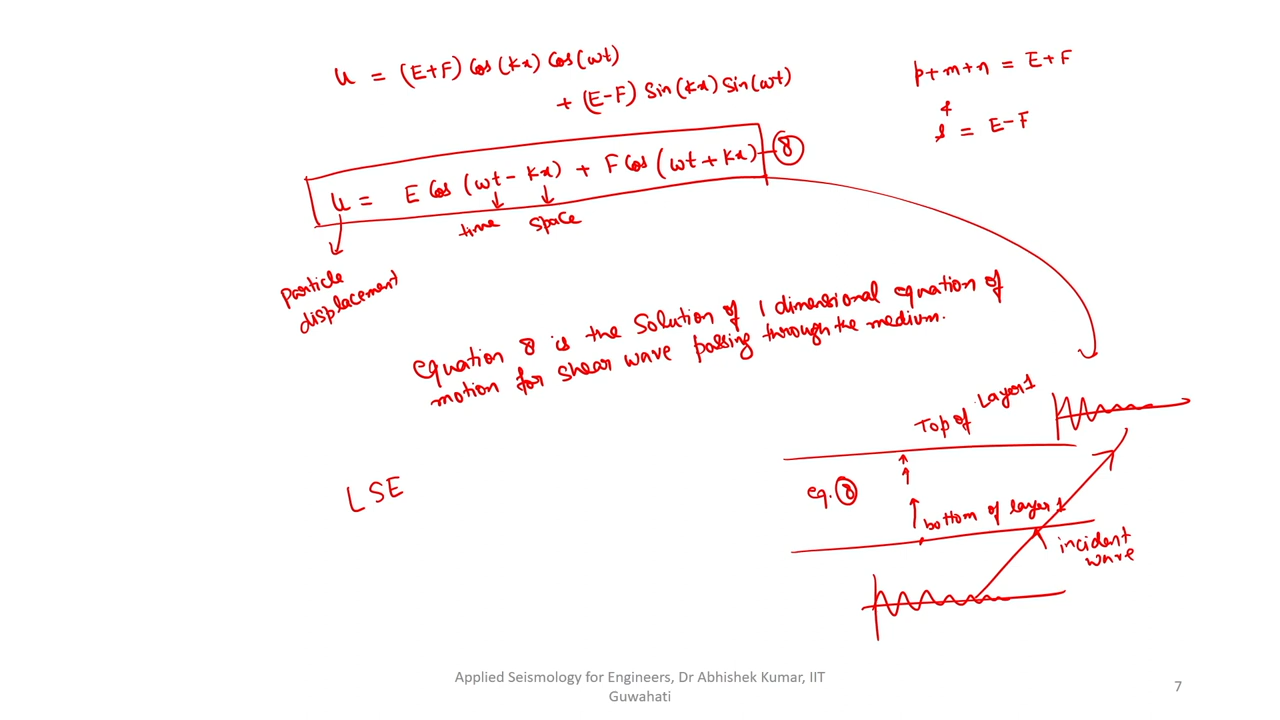 u = (E+F) Cos(kx) Cos(ωt)
+ (E-F) Sin(kx) Sin(ωt)
p+m+n = E+F
&
s = E-F
u = E Cos (ωt - kx) + F Cos (ωt + kx) - ⑧
time space
Particle
displacement
equation 8 is the Solution of 1 dimensional equation of
motion for shear wave passing through the medium.
Top of Layer 1
LSE
eq. ⑧
bottom of layer 1
incident
wave
Applied Seismology for Engineers, Dr Abhishek Kumar, IIT
Guwahati
7